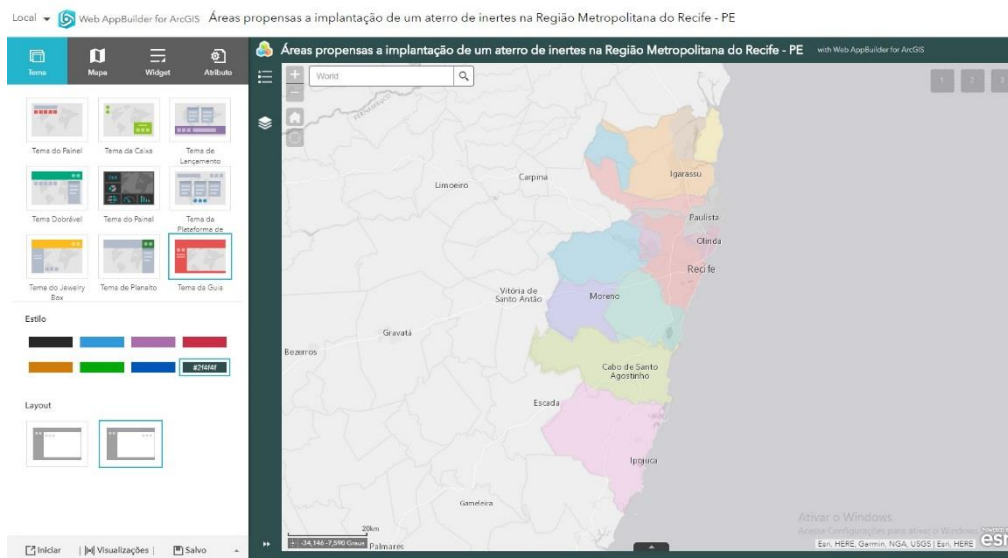 Local
Web AppBuilder for ArcGIS
Áreas propensas a implantação de um aterro de inertes na Região Metropolitana do Recife - PE
Tema
Mapa
Widget
Atributo
Tema do Painel
Tema da Caixa
Tema de Lançamento
Tema Dobrável
Tema do Painel
Tema da Plataforma de
Tema do Jewelry Box
Tema de Planalto
Tema da Guia
Estilo
#2f4f4f
Layout
Iniciar
Visualizações
Salvo
Áreas propensas a implantação de um aterro de inertes na Região Metropolitana do Recife - PE
with Web AppBuilder for ArcGIS
World
1
2
3
PERNAMBUCO
Limoeiro
Carpina
Igarassu
Paulista
Olinda
Recife
Vitória de
Santo Antão
Moreno
Gravatá
Bezerros
Cabo de Santo
Agostinho
Escada
Ipojuca
Gameleira
Palmares
20km
-34,146 -7,590 Graus
Ativar o Windows
Acesse Configurações para ativar o Windows.
Esri, HERE, Garmin, NGA, USGS | Esri, HERE
esri